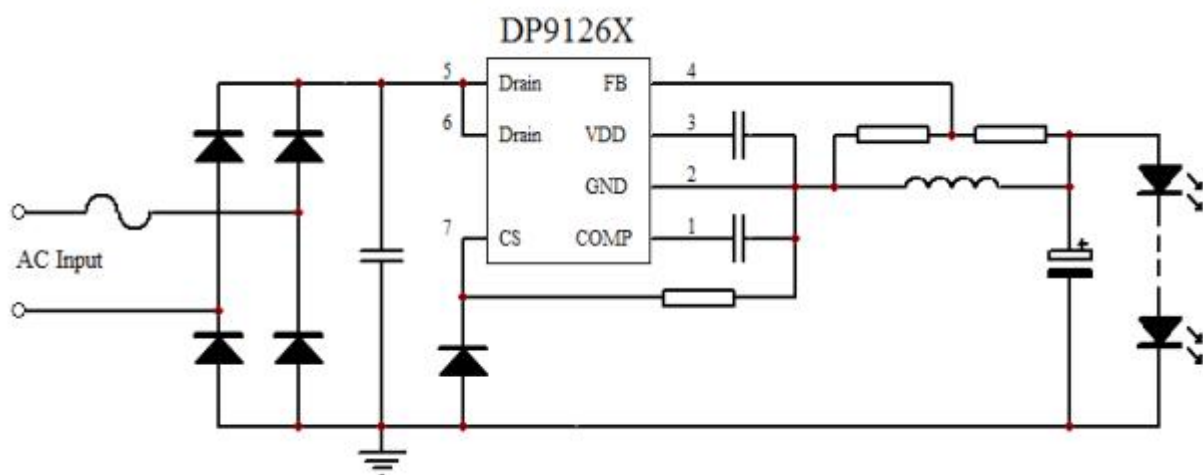 DP9126X
5 Drain FB 4
6 Drain VDD 3
GND 2
7 CS COMP 1
AC Input
+